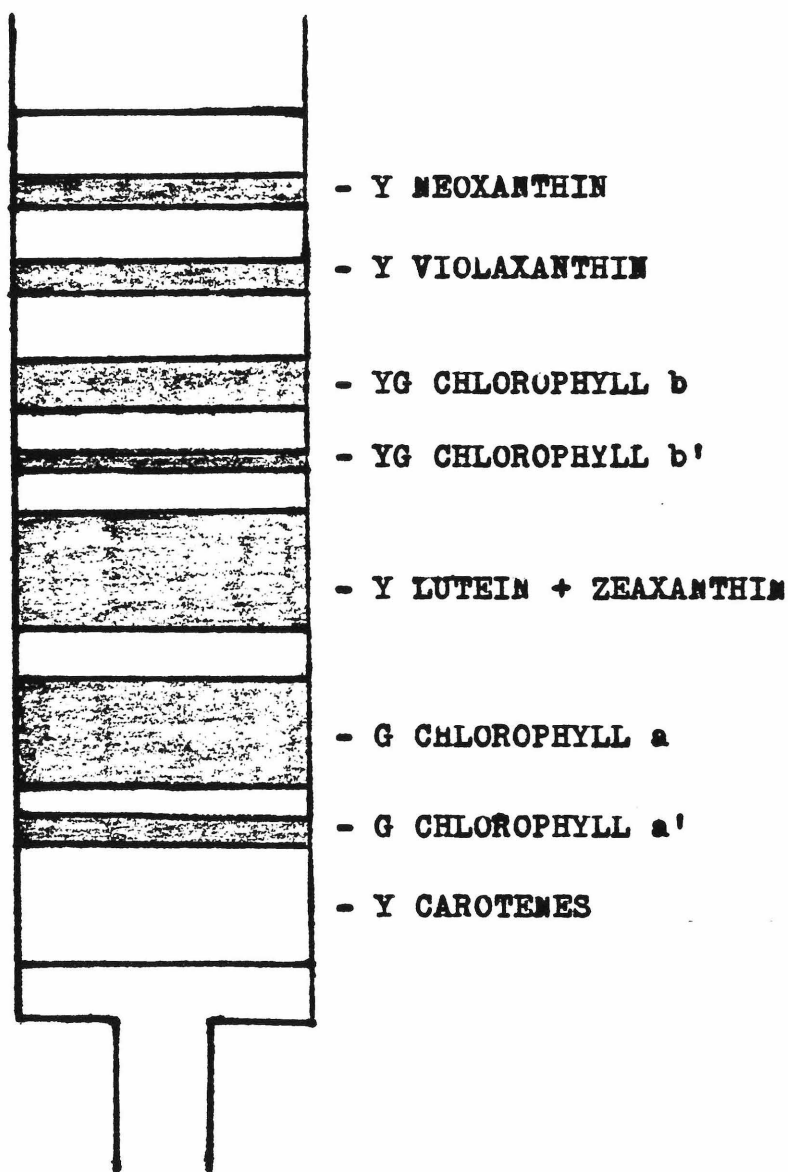 - Y NEOXANTHIN
- Y VIOLAXANTHIN
- YG CHLOROPHYLL b
- YG CHLOROPHYLL b'
- Y LUTEIN + ZEAXANTHIN
- G CHLOROPHYLL a
- G CHLOROPHYLL a'
- Y CAROTENES